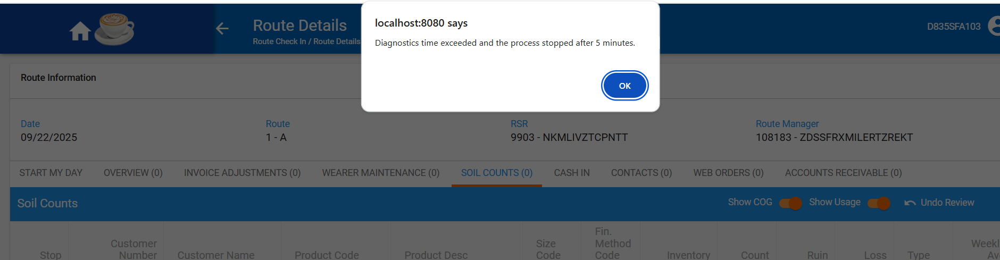 localhost:8080 says
Diagnostics time exceeded and the process stopped after 5 minutes.
OK
Route Details
Route Check In / Route Details
D835SFA103
Route Information
Date
09/22/2025
Route
1 - A
RSR
9903 - NKMLIVZTCPNTT
Route Manager
108183 - ZDSSFRXMILERTZREKT
START MY DAY OVERVIEW (0) INVOICE ADJUSTMENTS (0) WEARER MAINTENANCE (0) SOIL COUNTS (0) CASH IN CONTACTS (0) WEB ORDERS (0) ACCOUNTS RECEIVABLE (0)
Soil Counts Show COG Show Usage Undo Review
Stop
Customer
Number
Customer Name
Product Code
Product Desc
Size
Code
Fin.
Method
Code
Inventory
Count
Ruin
Loss
Type